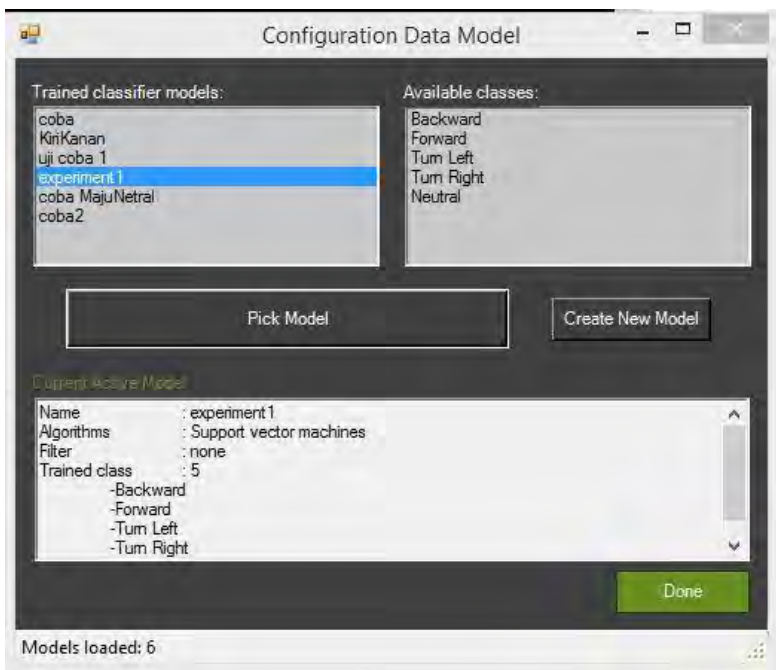 Configuration Data Model
Trained classifier models:
coba
KiriKanan
uji coba 1
experiment1
coba MajuNetral
coba2
Available classes:
Backward
Forward
Turn Left
Turn Right
Neutral
Pick Model
Create New Model
Current Active Model
Name : experiment1
Algorithms : Support vector machines
Filter : none
Trained class : 5
-Backward
-Forward
-Turn Left
-Turn Right
Done
Models loaded: 6